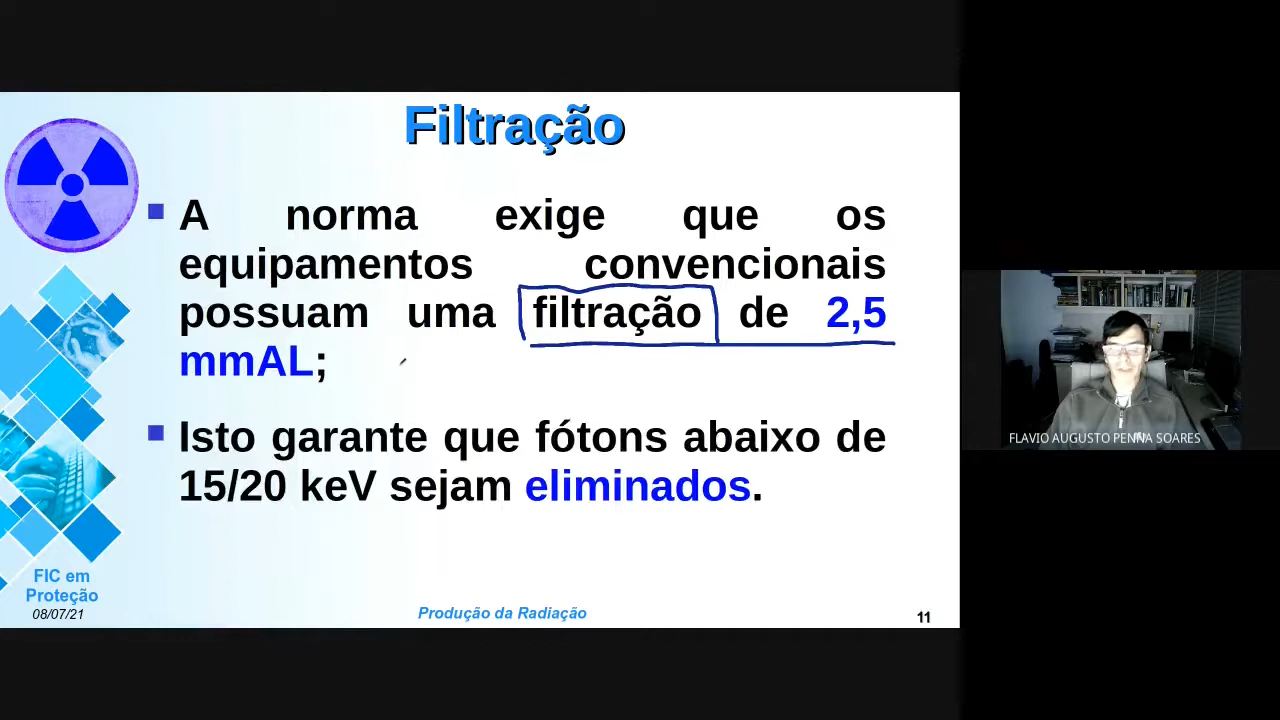 Filtração
A norma exige que os
equipamentos convencionais
possuam uma filtração de 2,5
mmAL;
Isto garante que fótons abaixo de
15/20 keV sejam eliminados.
FIC em
Proteção
08/07/21
Produção da Radiação
11
FLAVIO AUGUSTO PENNA SOARES